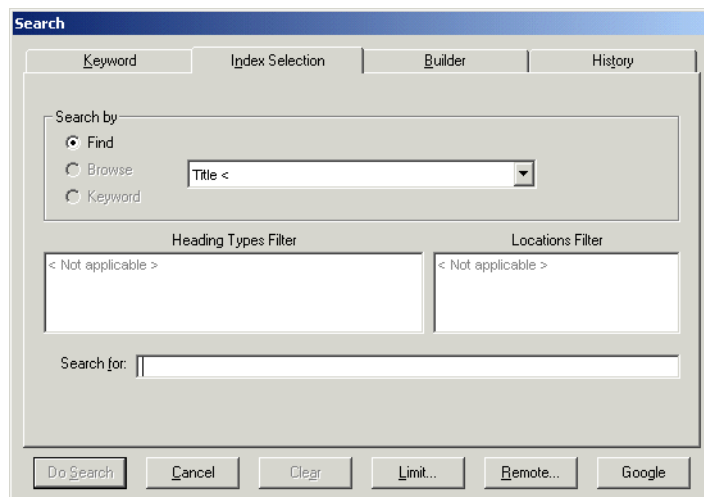 Search
Keyword Index Selection Builder History
Search by
Find
Browse
Title <
Keyword
Heading Types Filter Locations Filter
< Not applicable > < Not applicable >
Search for:
Do Search Cancel Clear Limit... Remote... Google